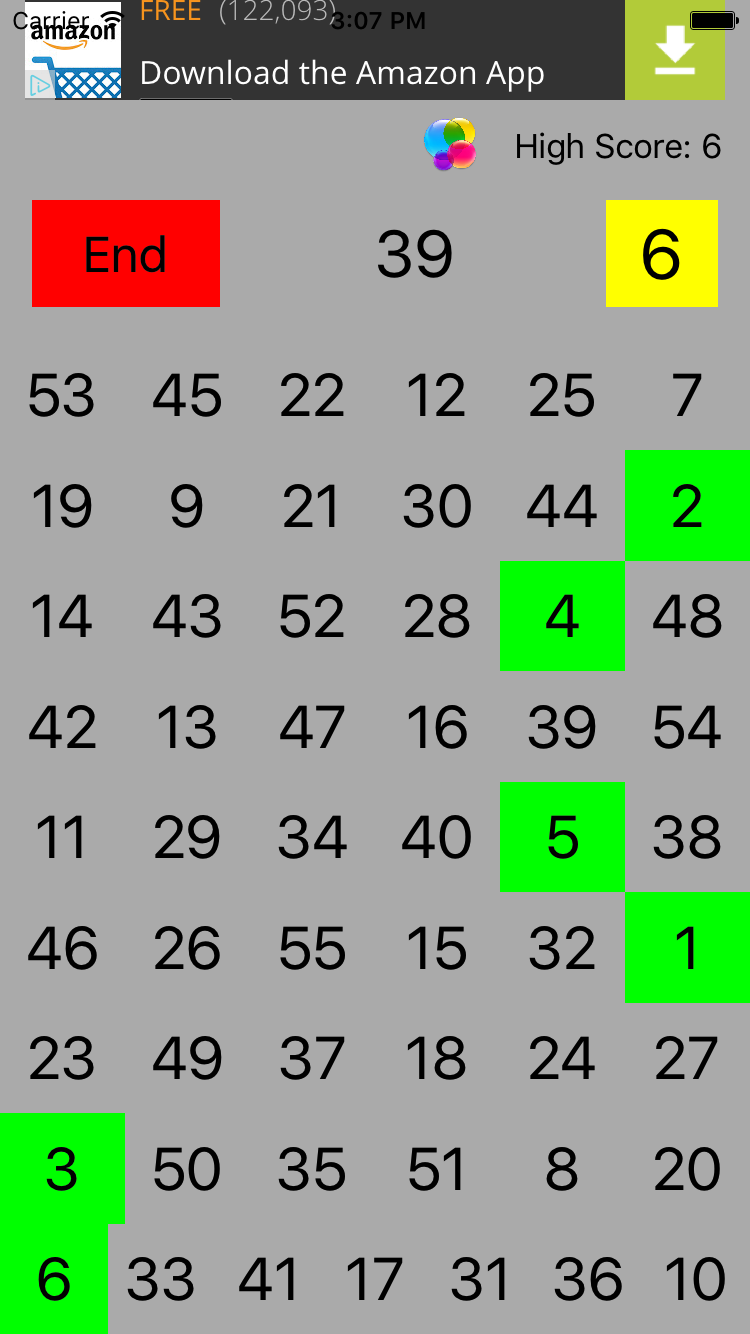 FREE (122,093)
Carrier 3:07 PM
amazon
Download the Amazon App
High Score: 6
End 39 6
53 45 22 12 25 7
19 9 21 30 44 2
14 43 52 28 4 48
42 13 47 16 39 54
11 29 34 40 5 38
46 26 55 15 32 1
23 49 37 18 24 27
3 50 35 51 8 20
6 33 41 17 31 36 10